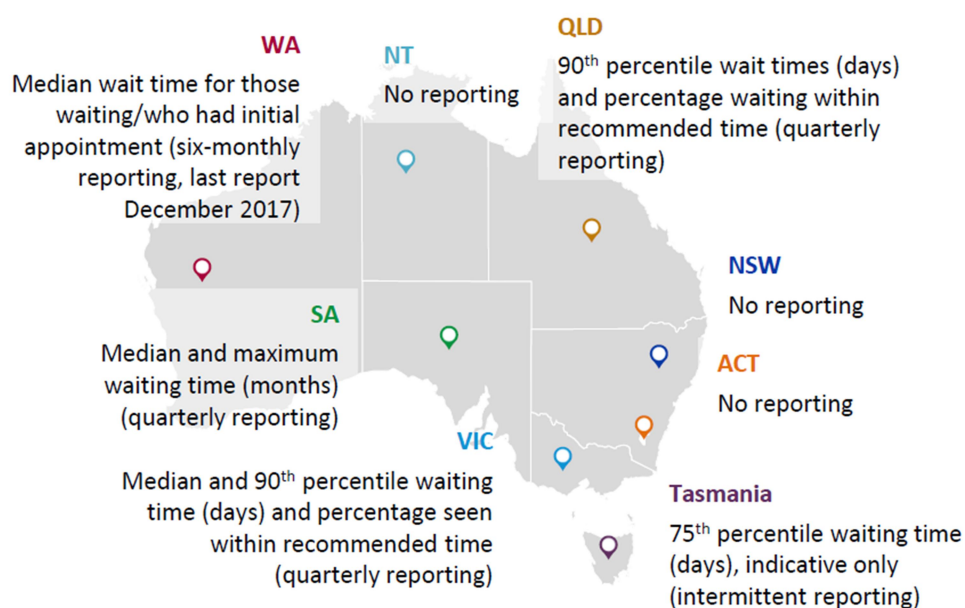 WA
Median wait time for those
waiting/who had initial
appointment (six-monthly
reporting, last report
December 2017)
NT
No reporting
QLD
90th percentile wait times (days)
and percentage waiting within
recommended time (quarterly
reporting)
NSW
No reporting
SA
Median and maximum
waiting time (months)
(quarterly reporting)
ACT
No reporting
VIC
Median and 90th percentile waiting
time (days) and percentage seen
within recommended time
(quarterly reporting)
Tasmania
75th percentile waiting time
(days), indicative only
(intermittent reporting)